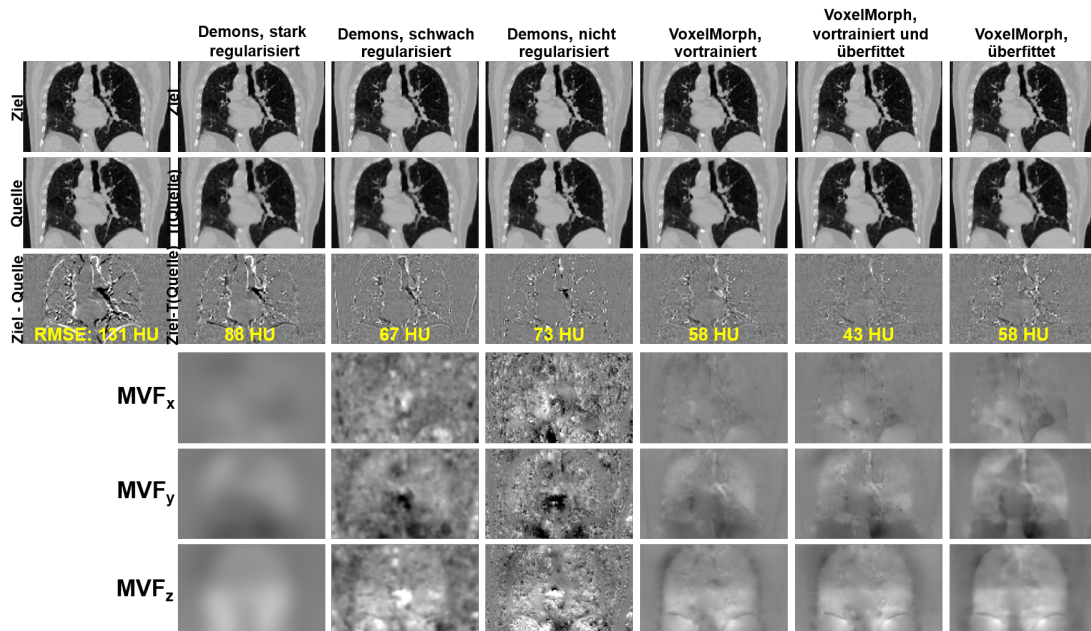 Demons, stark
regularisiert
Demons, schwach
regularisiert
Demons, nicht
regularisiert
VoxelMorph,
vortrainiert
VoxelMorph,
vortrainiert und
überfittet
VoxelMorph,
überfittet
Ziel
Ziel
Quelle
T(Quelle)
Ziel - Quelle
Ziel-T(Quelle)
RMSE: 131 HU
88 HU
67 HU
73 HU
58 HU
43 HU
58 HU
MVFx
MVFy
MVFz